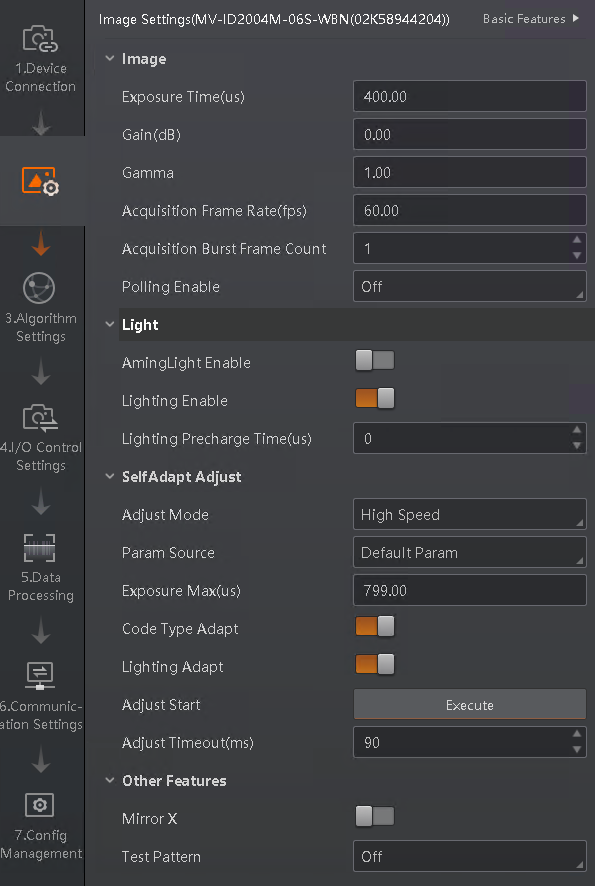 Image Settings(MV-ID2004M-06S-WBN(02K58944204))
Basic Features
1.Device
Connection
3.Algorithm
Settings
4.I/O Control
Settings
5.Data
Processing
6.Communic-
ation Settings
7.Config
Management
Image
Exposure Time(us)
400.00
Gain(dB)
0.00
Gamma
1.00
Acquisition Frame Rate(fps)
60.00
Acquisition Burst Frame Count
1
Polling Enable
Off
Light
AmingLight Enable
Lighting Enable
Lighting Precharge Time(us)
0
SelfAdapt Adjust
Adjust Mode
High Speed
Param Source
Default Param
Exposure Max(us)
799.00
Code Type Adapt
Lighting Adapt
Adjust Start
Execute
Adjust Timeout(ms)
90
Other Features
Mirror X
Test Pattern
Off